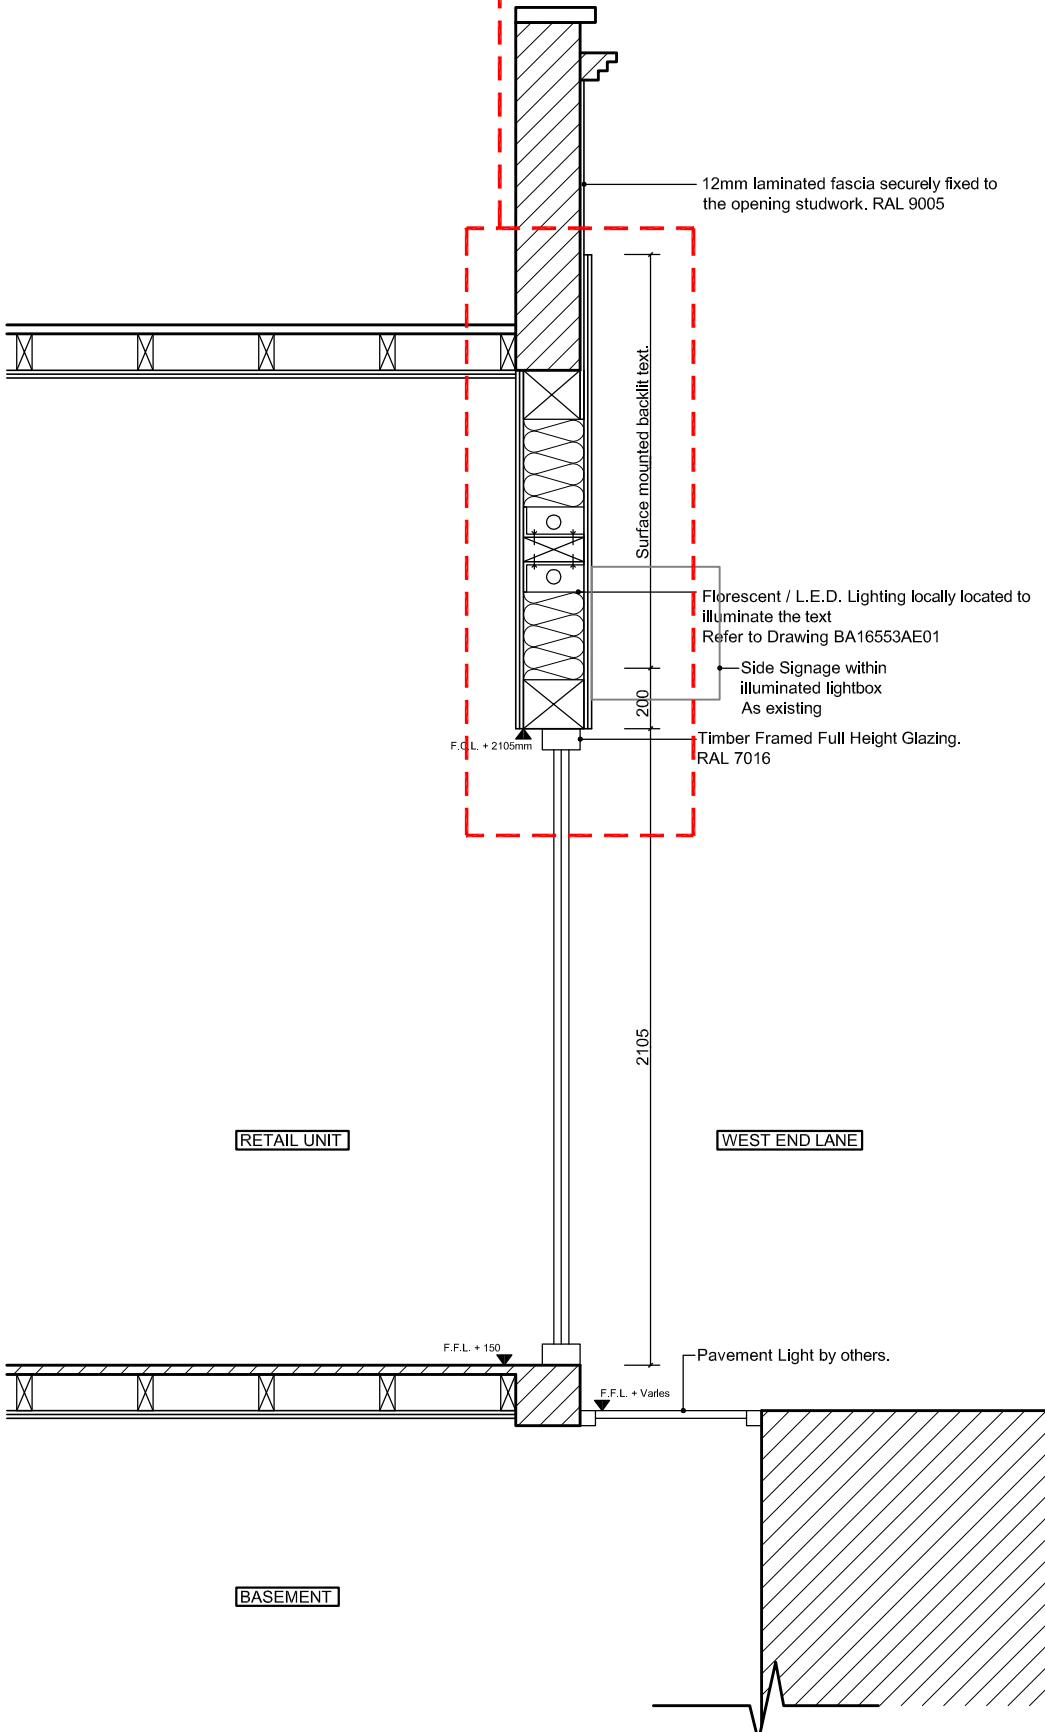 12mm laminated fascia securely fixed to
the opening studwork. RAL 9005
Surface mounted backlit text.
Florescent / L.E.D. Lighting locally located to
illuminate the text
Refer to Drawing BA16553AE01
Side Signage within
illuminated lightbox
As existing
200
F.C.L. + 2105mm
Timber Framed Full Height Glazing.
RAL 7016
2105
RETAIL UNIT
WEST END LANE
F.F.L. + 150
Pavement Light by others.
F.F.L. + Varies
BASEMENT